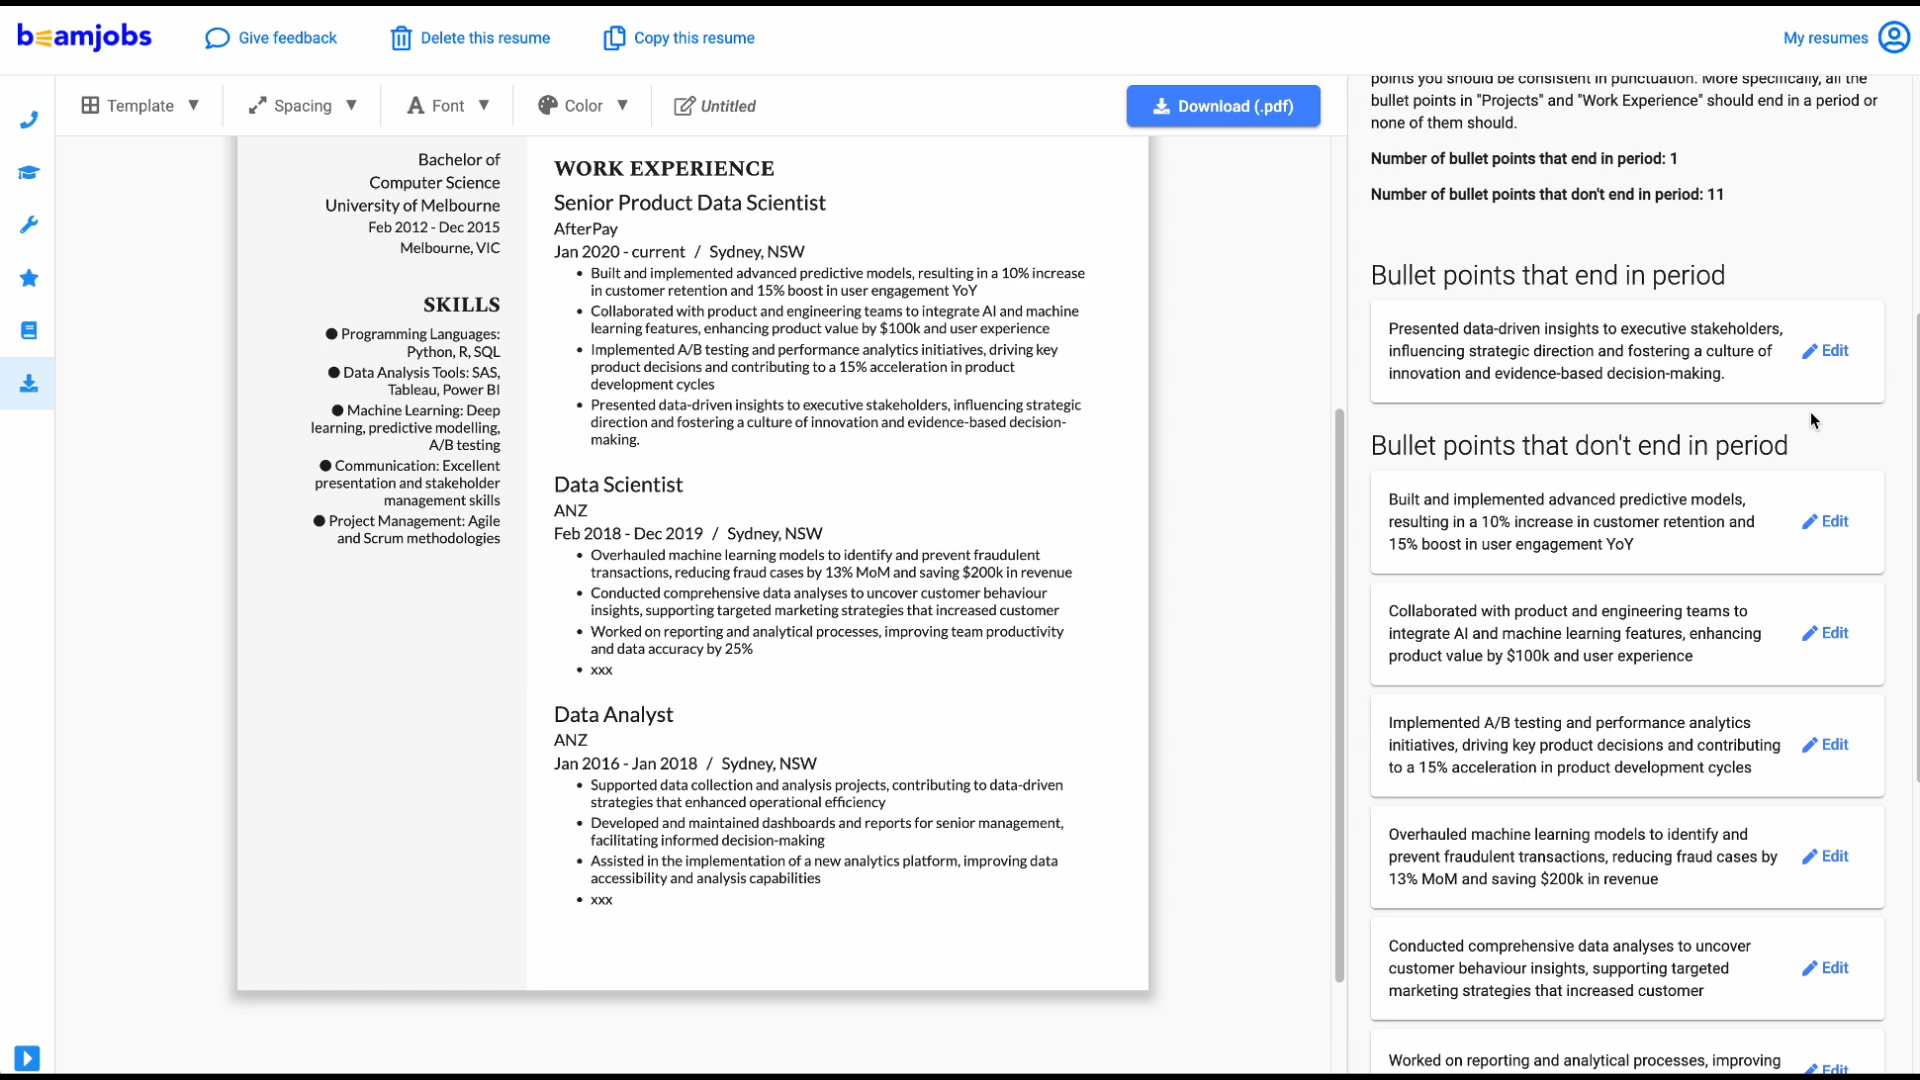 beamjobs
Give feedback
Delete this resume
Copy this resume
My resumes
Template
Spacing
Font
Color
Untitled
Download (.pdf)
Bachelor of
Computer Science
University of Melbourne
Feb 2012 - Dec 2015
Melbourne, VIC
SKILLS
● Programming Languages:
Python, R, SQL
● Data Analysis Tools: SAS,
Tableau, Power BI
● Machine Learning: Deep
learning, predictive modelling,
A/B testing
● Communication: Excellent
presentation and stakeholder
management skills
● Project Management: Agile
and Scrum methodologies
WORK EXPERIENCE
Senior Product Data Scientist
AfterPay
Jan 2020 - current / Sydney, NSW
• Built and implemented advanced predictive models, resulting in a 10% increase
in customer retention and 15% boost in user engagement YoY
• Collaborated with product and engineering teams to integrate AI and machine
learning features, enhancing product value by $100k and user experience
• Implemented A/B testing and performance analytics initiatives, driving key
product decisions and contributing to a 15% acceleration in product
development cycles
• Presented data-driven insights to executive stakeholders, influencing strategic
direction and fostering a culture of innovation and evidence-based decision-
making.
Data Scientist
ANZ
Feb 2018 - Dec 2019 / Sydney, NSW
• Overhauled machine learning models to identify and prevent fraudulent
transactions, reducing fraud cases by 13% MoM and saving $200k in revenue
• Conducted comprehensive data analyses to uncover customer behaviour
insights, supporting targeted marketing strategies that increased customer
• Worked on reporting and analytical processes, improving team productivity
and data accuracy by 25%
• xxx
Data Analyst
ANZ
Jan 2016 - Jan 2018 / Sydney, NSW
• Supported data collection and analysis projects, contributing to data-driven
strategies that enhanced operational efficiency
• Developed and maintained dashboards and reports for senior management,
facilitating informed decision-making
• Assisted in the implementation of a new analytics platform, improving data
accessibility and analysis capabilities
• xxx
points you should be consistent in punctuation. More specifically, all the
bullet points in "Projects" and "Work Experience" should end in a period or
none of them should.
Number of bullet points that end in period: 1
Number of bullet points that don't end in period: 11
Bullet points that end in period
Presented data-driven insights to executive stakeholders,
influencing strategic direction and fostering a culture of
innovation and evidence-based decision-making.
Edit
Bullet points that don't end in period
Built and implemented advanced predictive models,
resulting in a 10% increase in customer retention and
15% boost in user engagement YoY
Edit
Collaborated with product and engineering teams to
integrate AI and machine learning features, enhancing
product value by $100k and user experience
Edit
Implemented A/B testing and performance analytics
initiatives, driving key product decisions and contributing
to a 15% acceleration in product development cycles
Edit
Overhauled machine learning models to identify and
prevent fraudulent transactions, reducing fraud cases by
13% MoM and saving $200k in revenue
Edit
Conducted comprehensive data analyses to uncover
customer behaviour insights, supporting targeted
marketing strategies that increased customer
Edit
Worked on reporting and analytical processes, improving
Edit